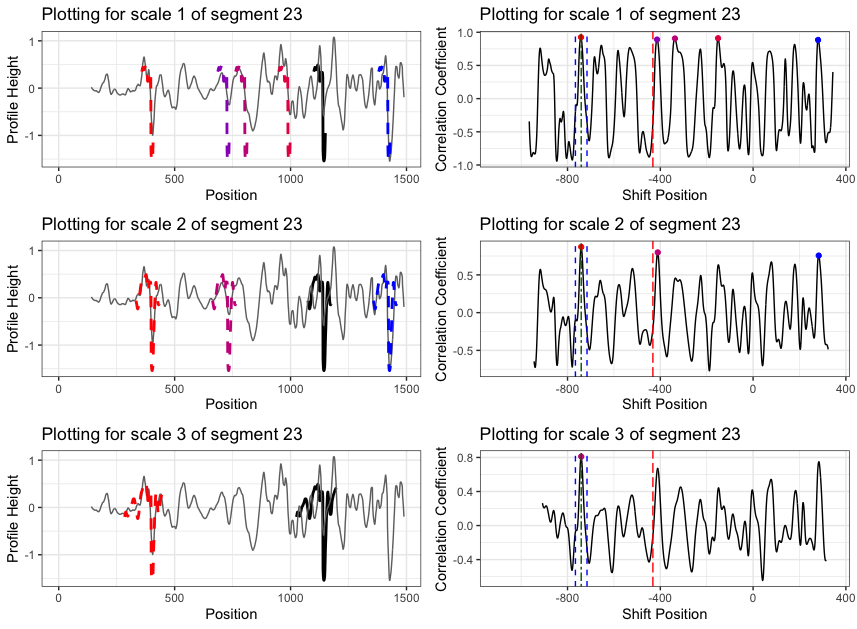 Plotting for scale 1 of segment 23
Profile Height
1
0
-1
0
500
1000
1500
Position
Plotting for scale 1 of segment 23
Correlation Coefficient
1.0
0.5
0.0
-0.5
-1.0
-800
-400
0
400
Shift Position
Plotting for scale 2 of segment 23
Profile Height
1
0
-1
0
500
1000
1500
Position
Plotting for scale 2 of segment 23
Correlation Coefficient
0.5
0.0
-0.5
-800
-400
0
400
Shift Position
Plotting for scale 3 of segment 23
Profile Height
1
0
-1
0
500
1000
1500
Position
Plotting for scale 3 of segment 23
Correlation Coefficient
0.8
0.4
0.0
-0.4
-800
-400
0
400
Shift Position